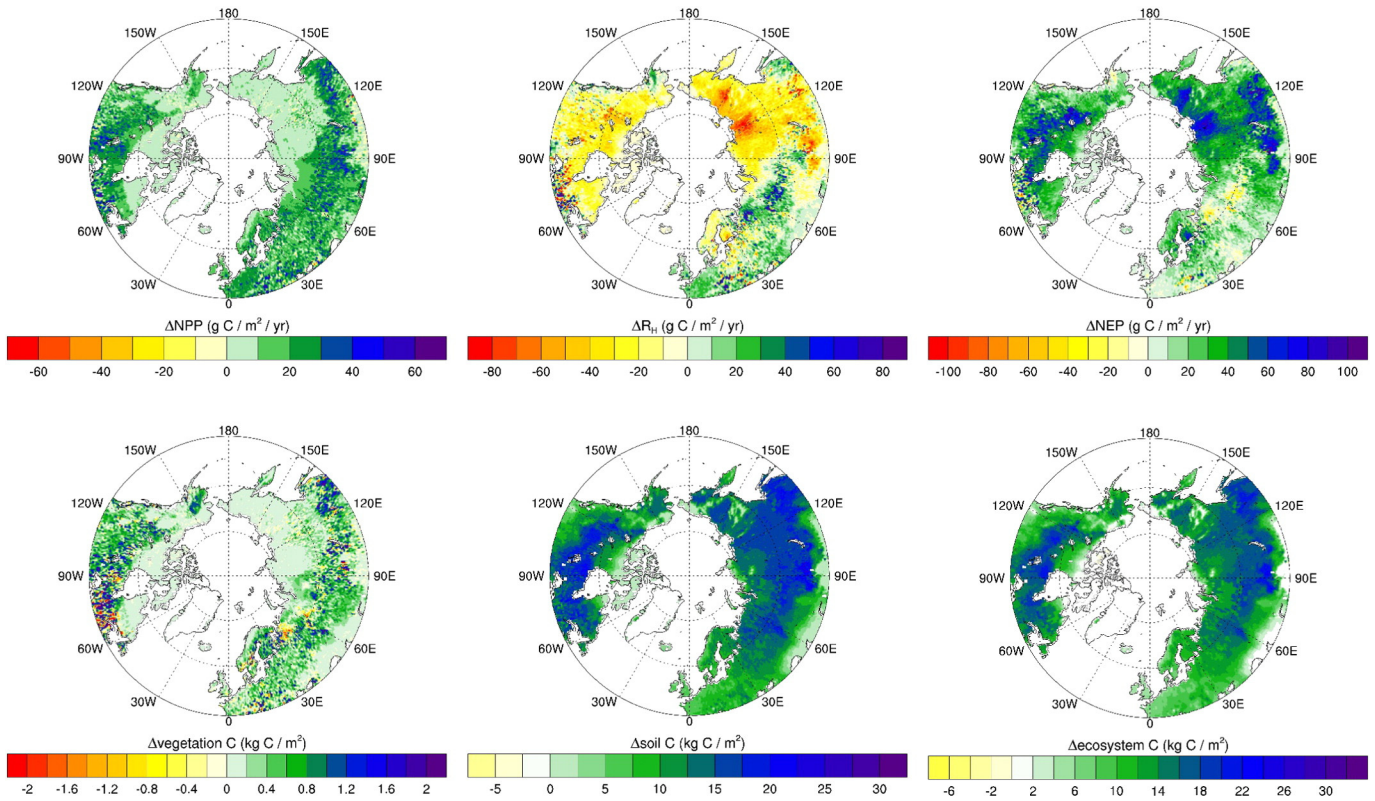 180
150W
150E
120W
120E
90W
90E
60W
60E
30W
30E
0
ΔNPP (g C / m² / yr)
-60 -40 -20 0 20 40 60
180
150W
150E
120W
120E
90W
90E
60W
60E
30W
30E
0
ΔR_H (g C / m² / yr)
-80 -60 -40 -20 0 20 40 60 80
180
150W
150E
120W
120E
90W
90E
60W
60E
30W
30E
0
ΔNEP (g C / m² / yr)
-100 -80 -60 -40 -20 0 20 40 60 80 100
180
150W
150E
120W
120E
90W
90E
60W
60E
30W
30E
0
Δvegetation C (kg C / m²)
-2 -1.6 -1.2 -0.8 -0.4 0 0.4 0.8 1.2 1.6 2
180
150W
150E
120W
120E
90W
90E
60W
60E
30W
30E
0
Δsoil C (kg C / m²)
-5 0 5 10 15 20 25 30
180
150W
150E
120W
120E
90W
90E
60W
60E
30W
30E
0
Δecosystem C (kg C / m²)
-6 -2 2 6 10 14 18 22 26 30